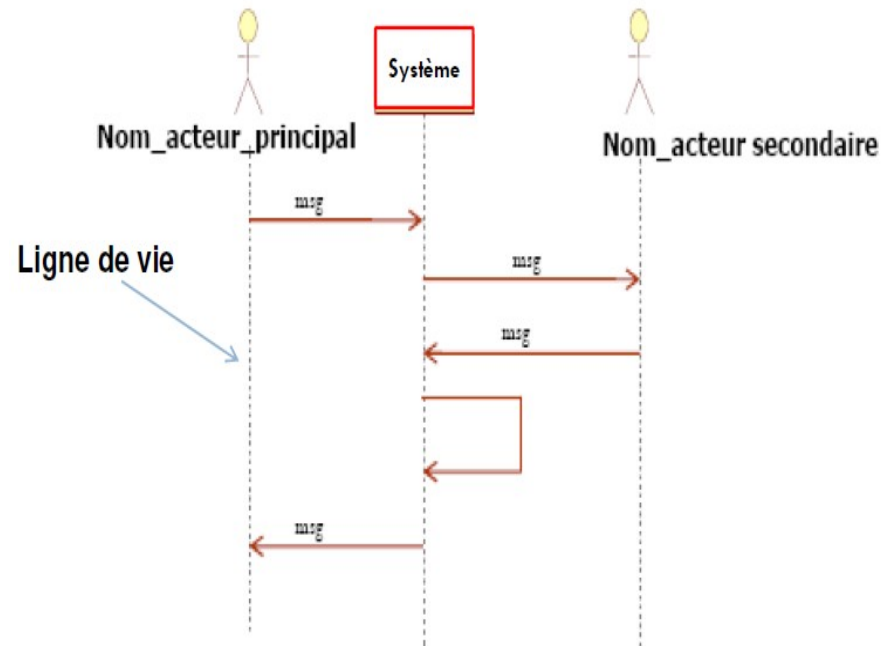 Système
Nom_acteur_principal
Nom_acteur secondaire
msg
Ligne de vie
msg
msg
msg